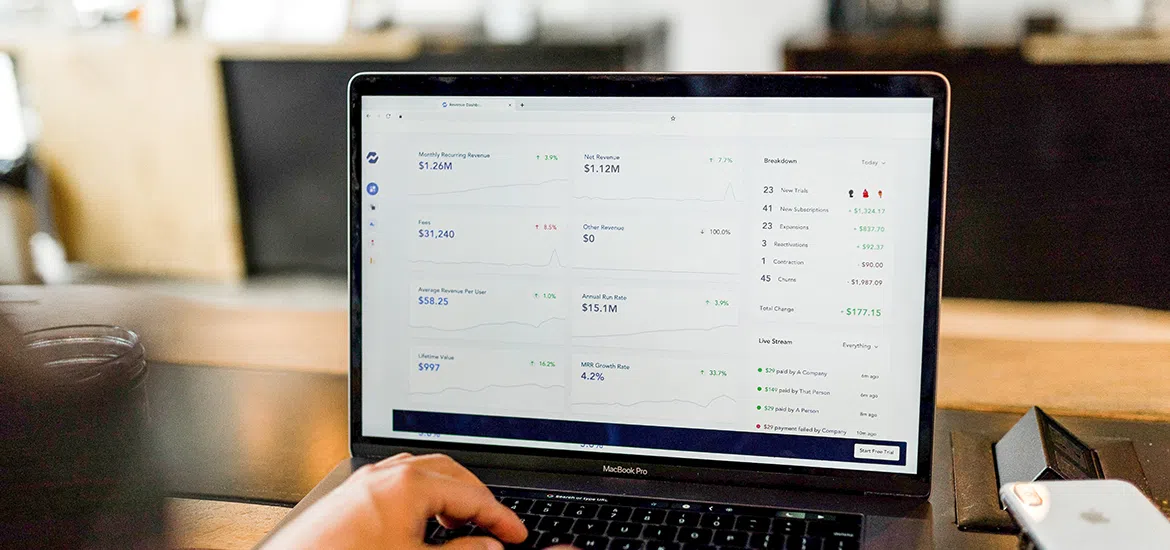 Monthly Recurring Revenue
$1.26M
↑ 3.9%
Net Revenue
$1.12M
↑ 7.7%
Fees
$31,240
↑ 8.5%
Other Revenue
$0
↓ 100.0%
Average Revenue Per User
$58.25
↑ 1.0%
Annual Run Rate
$15.1M
↑ 3.9%
Lifetime Value
$997
↑ 16.2%
MRR Growth Rate
4.2%
↑ 33.7%
Breakdown
Today
23 New Trials
41 New Subscriptions + $1,324.17
23 Expansions + $837.70
3 Reactivations + $92.37
1 Contraction - $90.00
45 Churns - $1,987.09
Total Change + $177.15
Live Stream
Everything
$29 paid by A Company 6m ago
$149 paid by That Person 6m ago
$29 paid by A Person 8m ago
$29 payment failed by Company 10m ago
Start Free Trial
MacBook Pro
Search or type URL